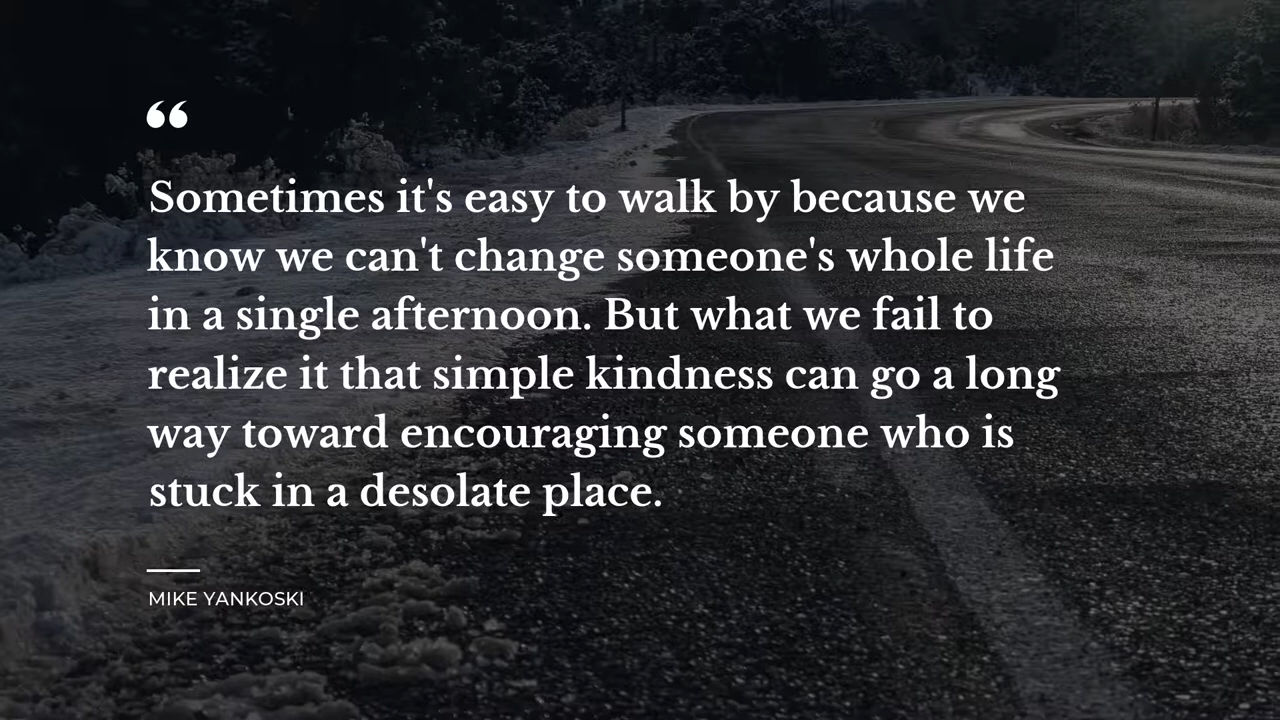 “
Sometimes it's easy to walk by because we
know we can't change someone's whole life
in a single afternoon. But what we fail to
realize it that simple kindness can go a long
way toward encouraging someone who is
stuck in a desolate place.
MIKE YANKOSKI